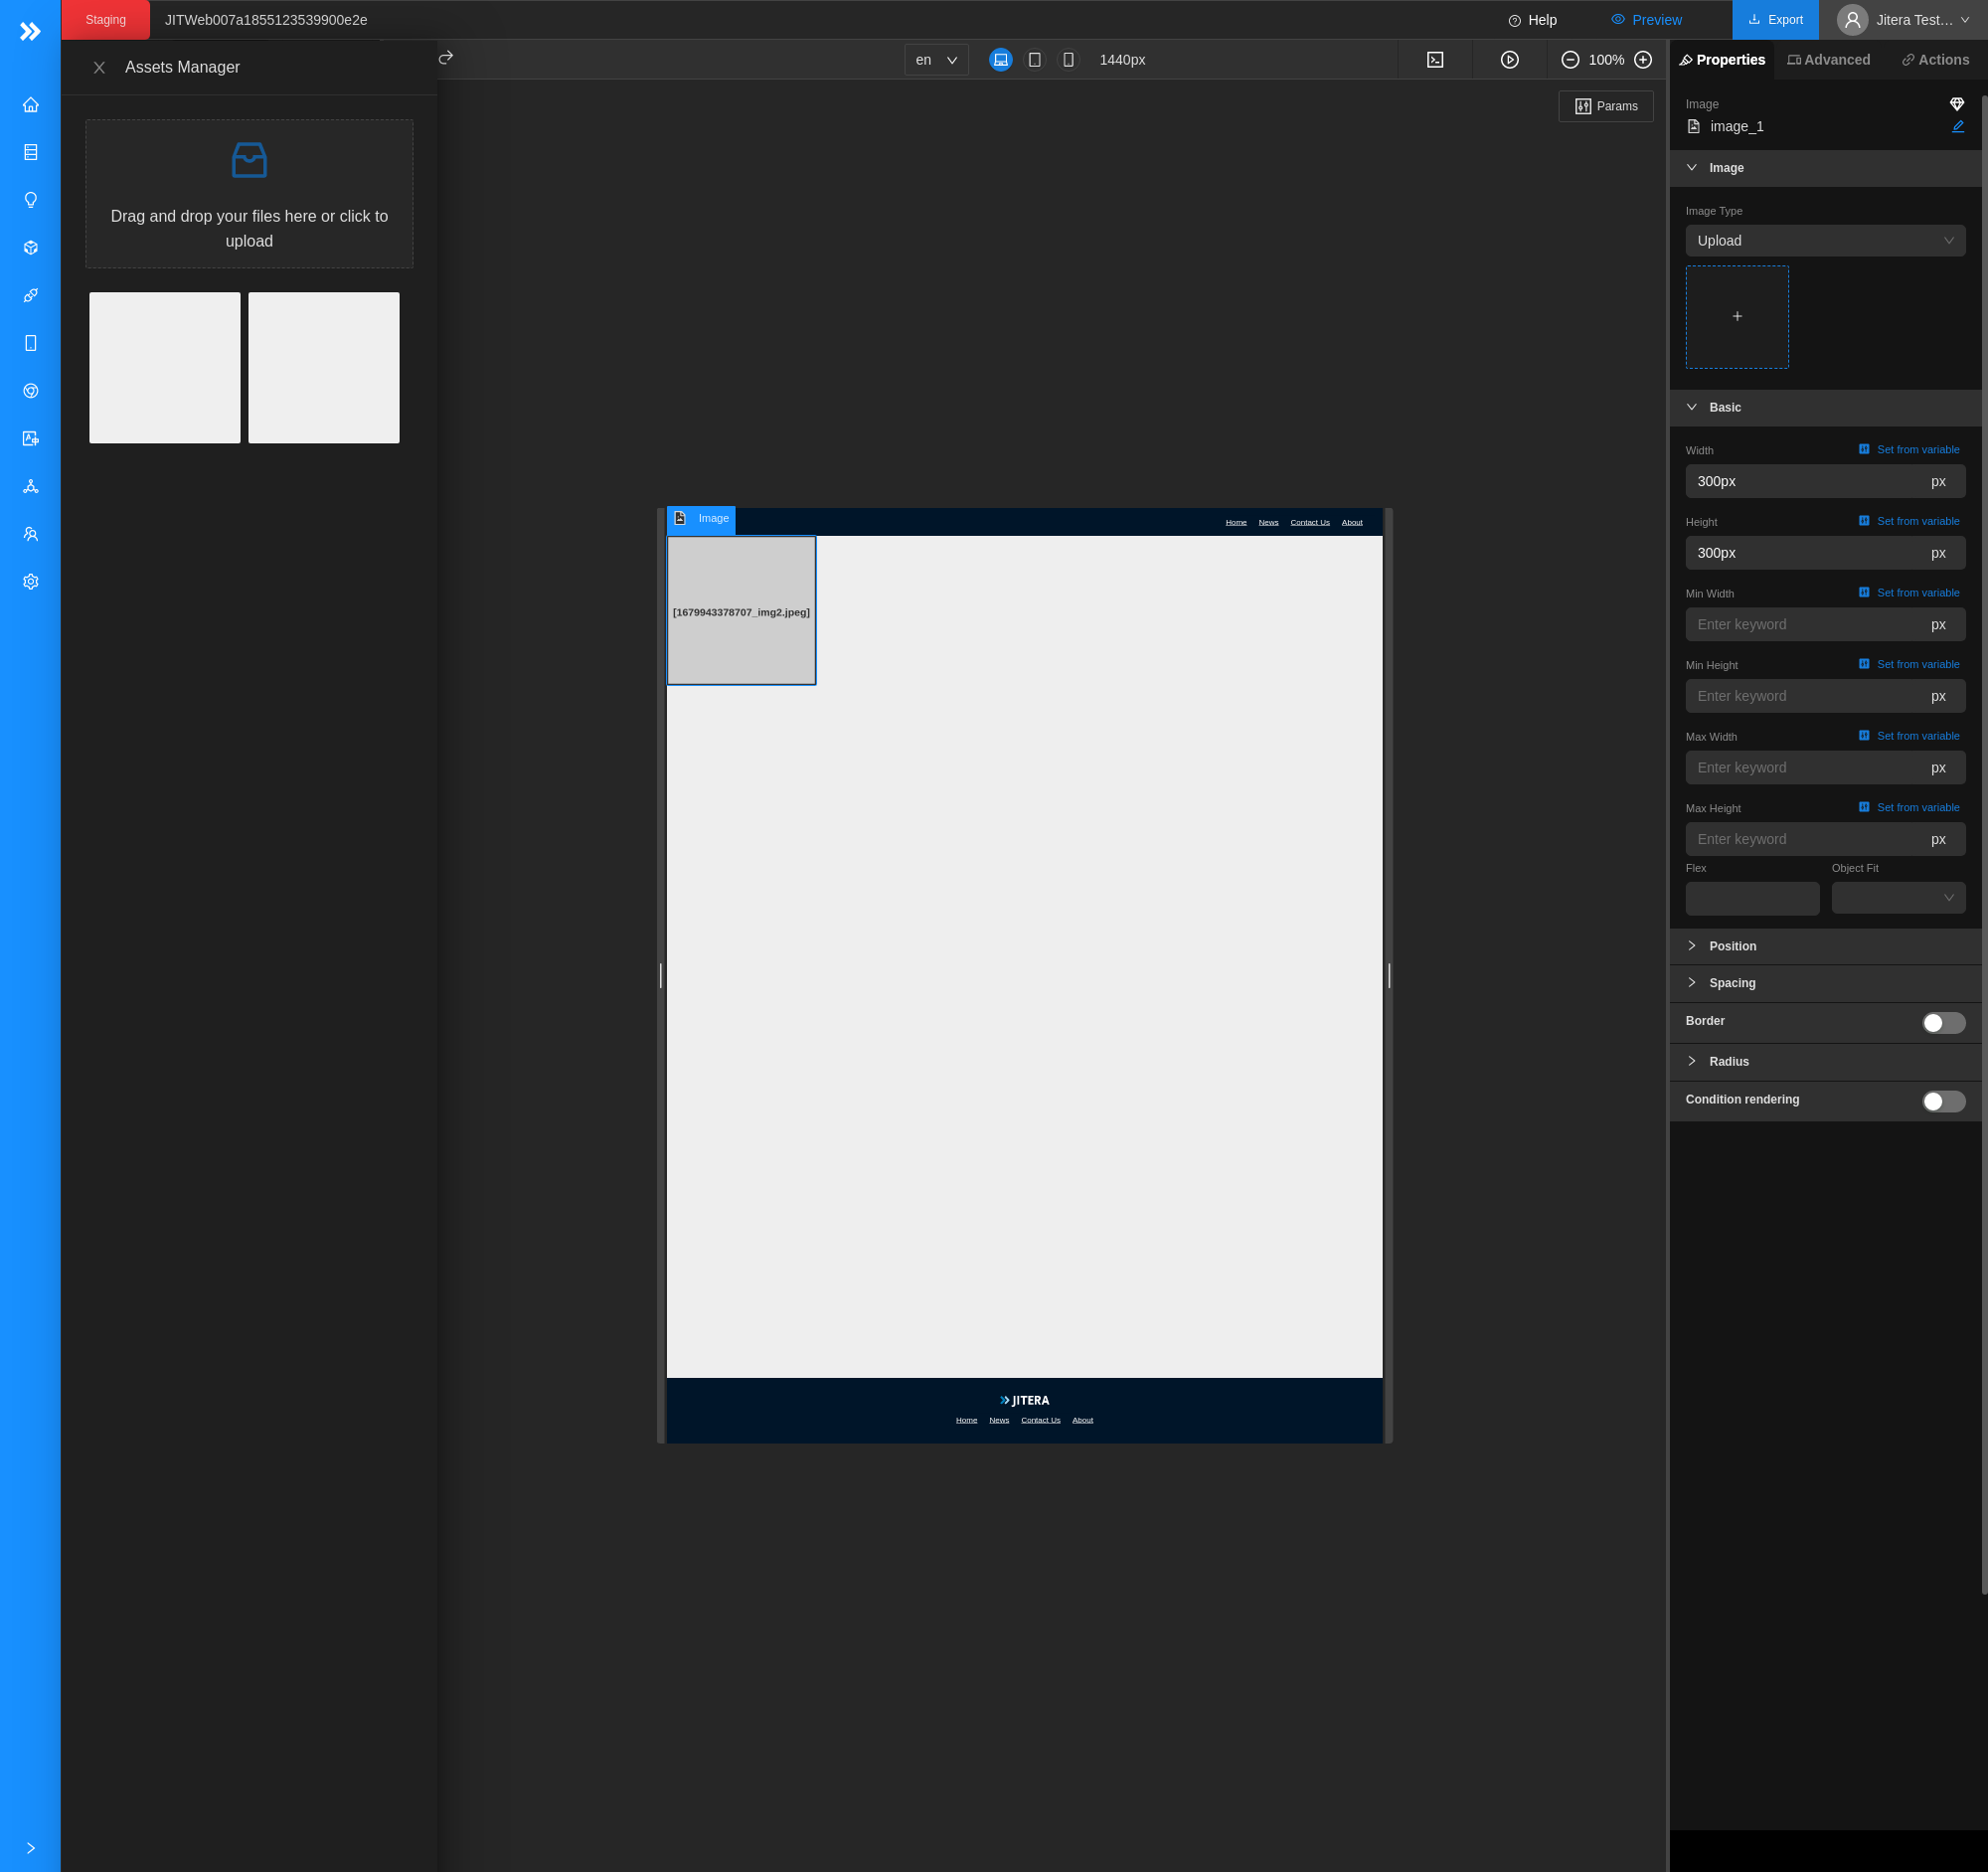 Staging
JITWeb007a1855123539900e2e
Help
Preview
Export
Jitera Test...
Assets Manager
en
1440px
100%
Properties
Advanced
Actions
Params
Drag and drop your files here or click to
upload
Image
image_1
Image
Image Type
Upload
Basic
Width
Set from variable
300px
px
Height
Set from variable
300px
px
Min Width
Set from variable
Enter keyword
px
Min Height
Set from variable
Enter keyword
px
Max Width
Set from variable
Enter keyword
px
Max Height
Set from variable
Enter keyword
px
Flex
Object Fit
Position
Spacing
Border
Radius
Condition rendering
Image
Home
News
Contact Us
About
[1679943378707_img2.jpeg]
JITERA
Home
News
Contact Us
About